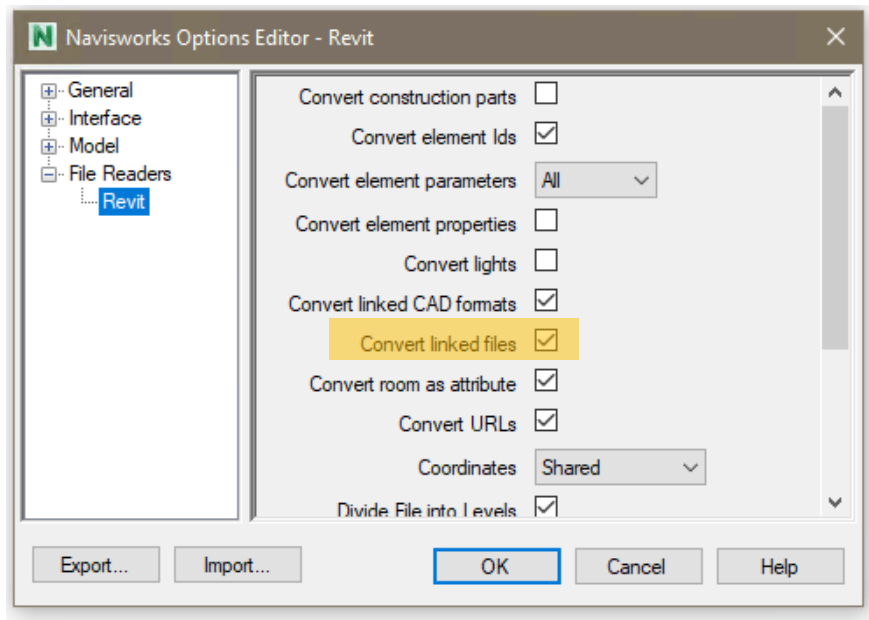 Navisworks Options Editor - Revit
General
Interface
Model
File Readers
Revit
Convert construction parts
Convert element Ids
Convert element parameters All
Convert element properties
Convert lights
Convert linked CAD formats
Convert linked files
Convert room as attribute
Convert URLs
Coordinates Shared
Divide File into Levels
Export... Import... OK Cancel Help